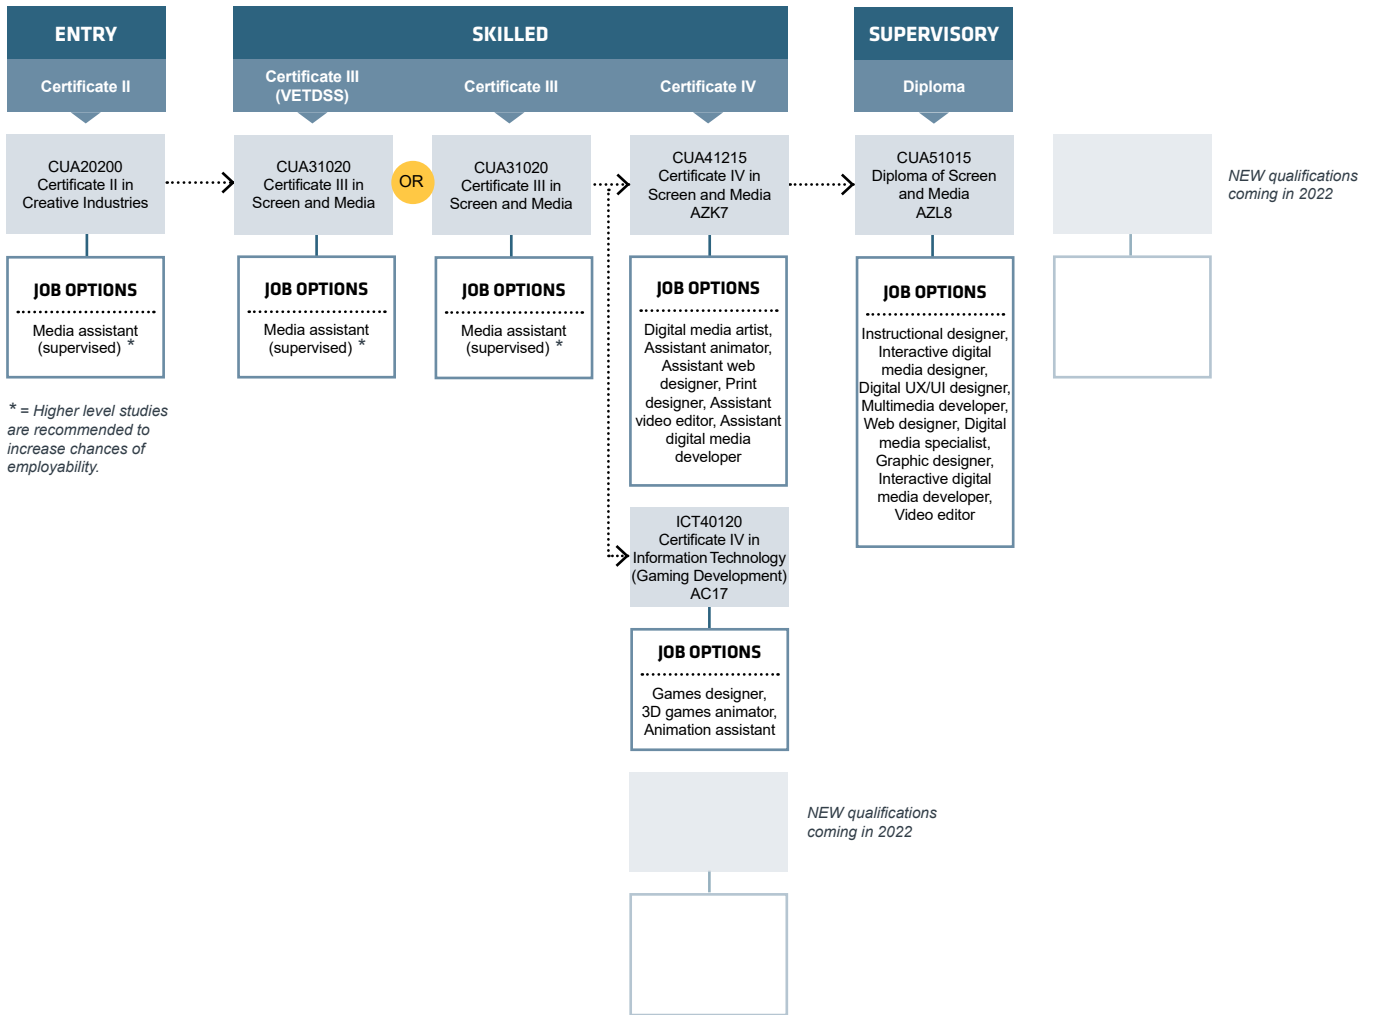 ENTRY
SKILLED
SUPERVISORY
Certificate II
Certificate III
(VETDSS)
Certificate III
Certificate IV
Diploma
CUA20200
Certificate II in
Creative Industries
CUA31020
Certificate III in
Screen and Media
OR
CUA31020
Certificate III in
Screen and Media
CUA41215
Certificate IV in
Screen and Media
AZK7
CUA51015
Diploma of Screen
and Media
AZL8
NEW qualifications
coming in 2022
JOB OPTIONS
Media assistant
(supervised) *
JOB OPTIONS
Media assistant
(supervised) *
JOB OPTIONS
Media assistant
(supervised) *
JOB OPTIONS
Digital media artist,
Assistant animator,
Assistant web
designer, Print
designer, Assistant
video editor, Assistant
digital media
developer
JOB OPTIONS
Instructional designer,
Interactive digital
media designer,
Digital UX/UI designer,
Multimedia developer,
Web designer, Digital
media specialist,
Graphic designer,
Interactive digital
media developer,
Video editor
* = Higher level studies
are recommended to
increase chances of
employability.
ICT40120
Certificate IV in
Information Technology
(Gaming Development)
AC17
JOB OPTIONS
Games designer,
3D games animator,
Animation assistant
NEW qualifications
coming in 2022